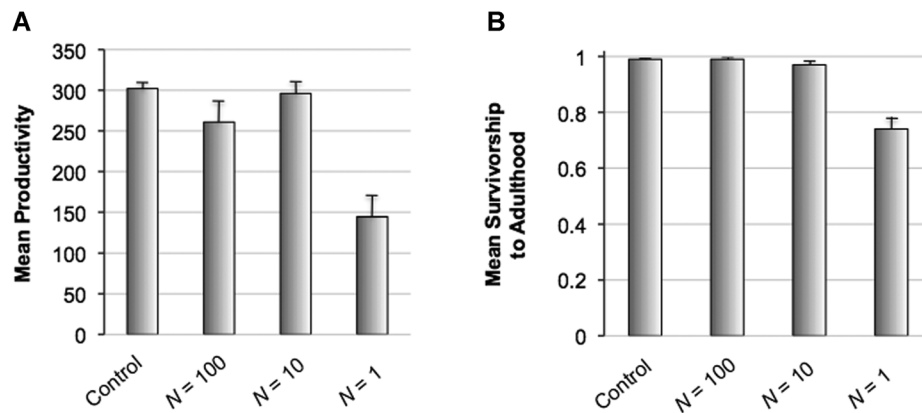 A
Mean Productivity
350
300
250
200
150
100
50
0
Control
N = 100
N = 10
N = 1
B
Mean Survivorship
to Adulthood
1
0.8
0.6
0.4
0.2
0
Control
N = 100
N = 10
N = 1